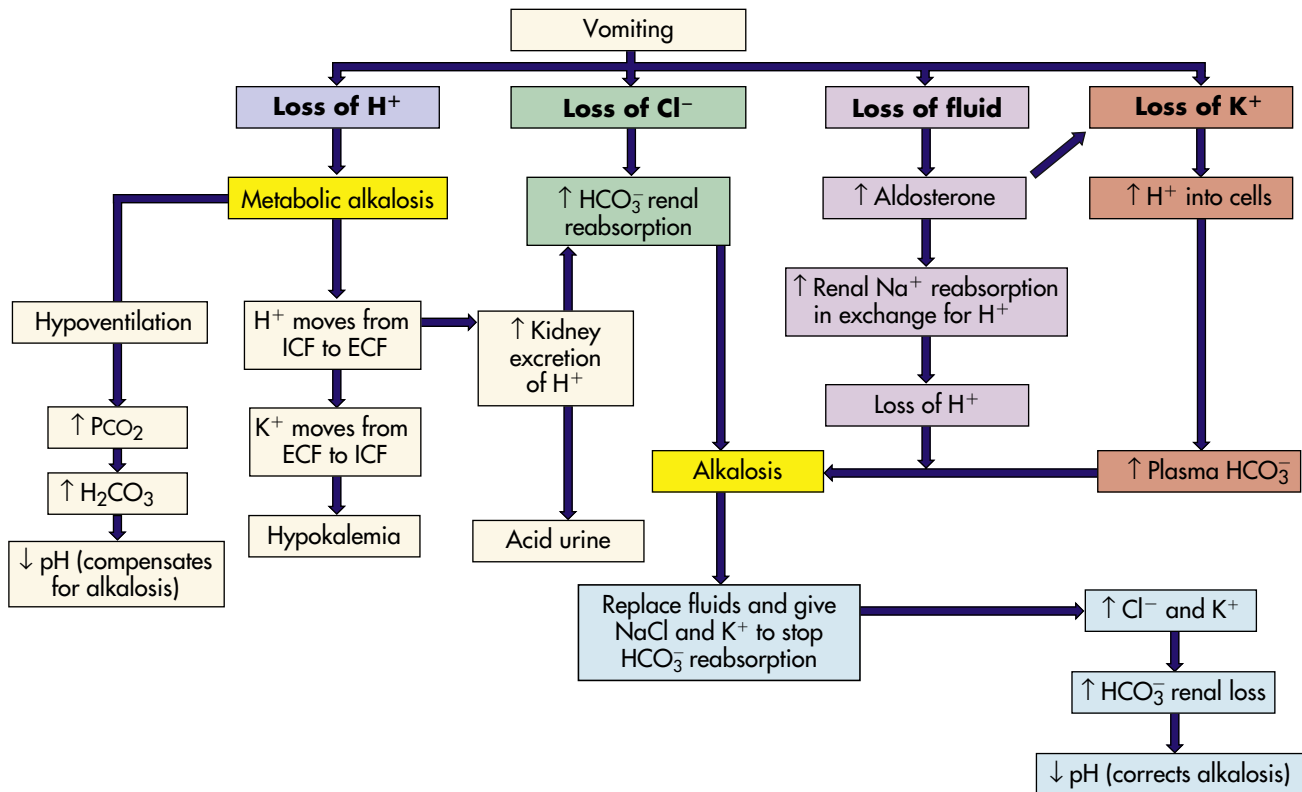 Vomiting
Loss of H⁺
Loss of Cl⁻
Loss of fluid
Loss of K⁺
Metabolic alkalosis
↑ HCO₃⁻ renal
reabsorption
↑ Aldosterone
↑ H⁺ into cells
Hypoventilation
H⁺ moves from
ICF to ECF
↑ Kidney
excretion
of H⁺
↑ Renal Na⁺ reabsorption
in exchange for H⁺
↑ PCO₂
K⁺ moves from
ECF to ICF
Loss of H⁺
↑ H₂CO₃
Alkalosis
↑ Plasma HCO₃⁻
Hypokalemia
Acid urine
↓ pH (compensates
for alkalosis)
Replace fluids and give
NaCl and K⁺ to stop
HCO₃⁻ reabsorption
↑ Cl⁻ and K⁺
↑ HCO₃⁻ renal loss
↓ pH (corrects alkalosis)